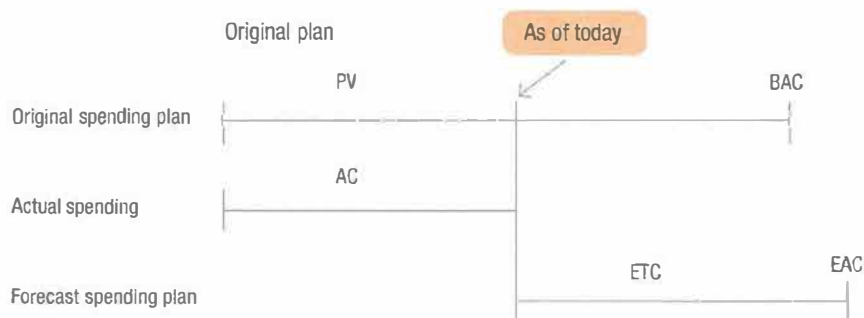 Original plan
As of today
PV
BAC
Original spending plan
AC
Actual spending
ETC
EAC
Forecast spending plan